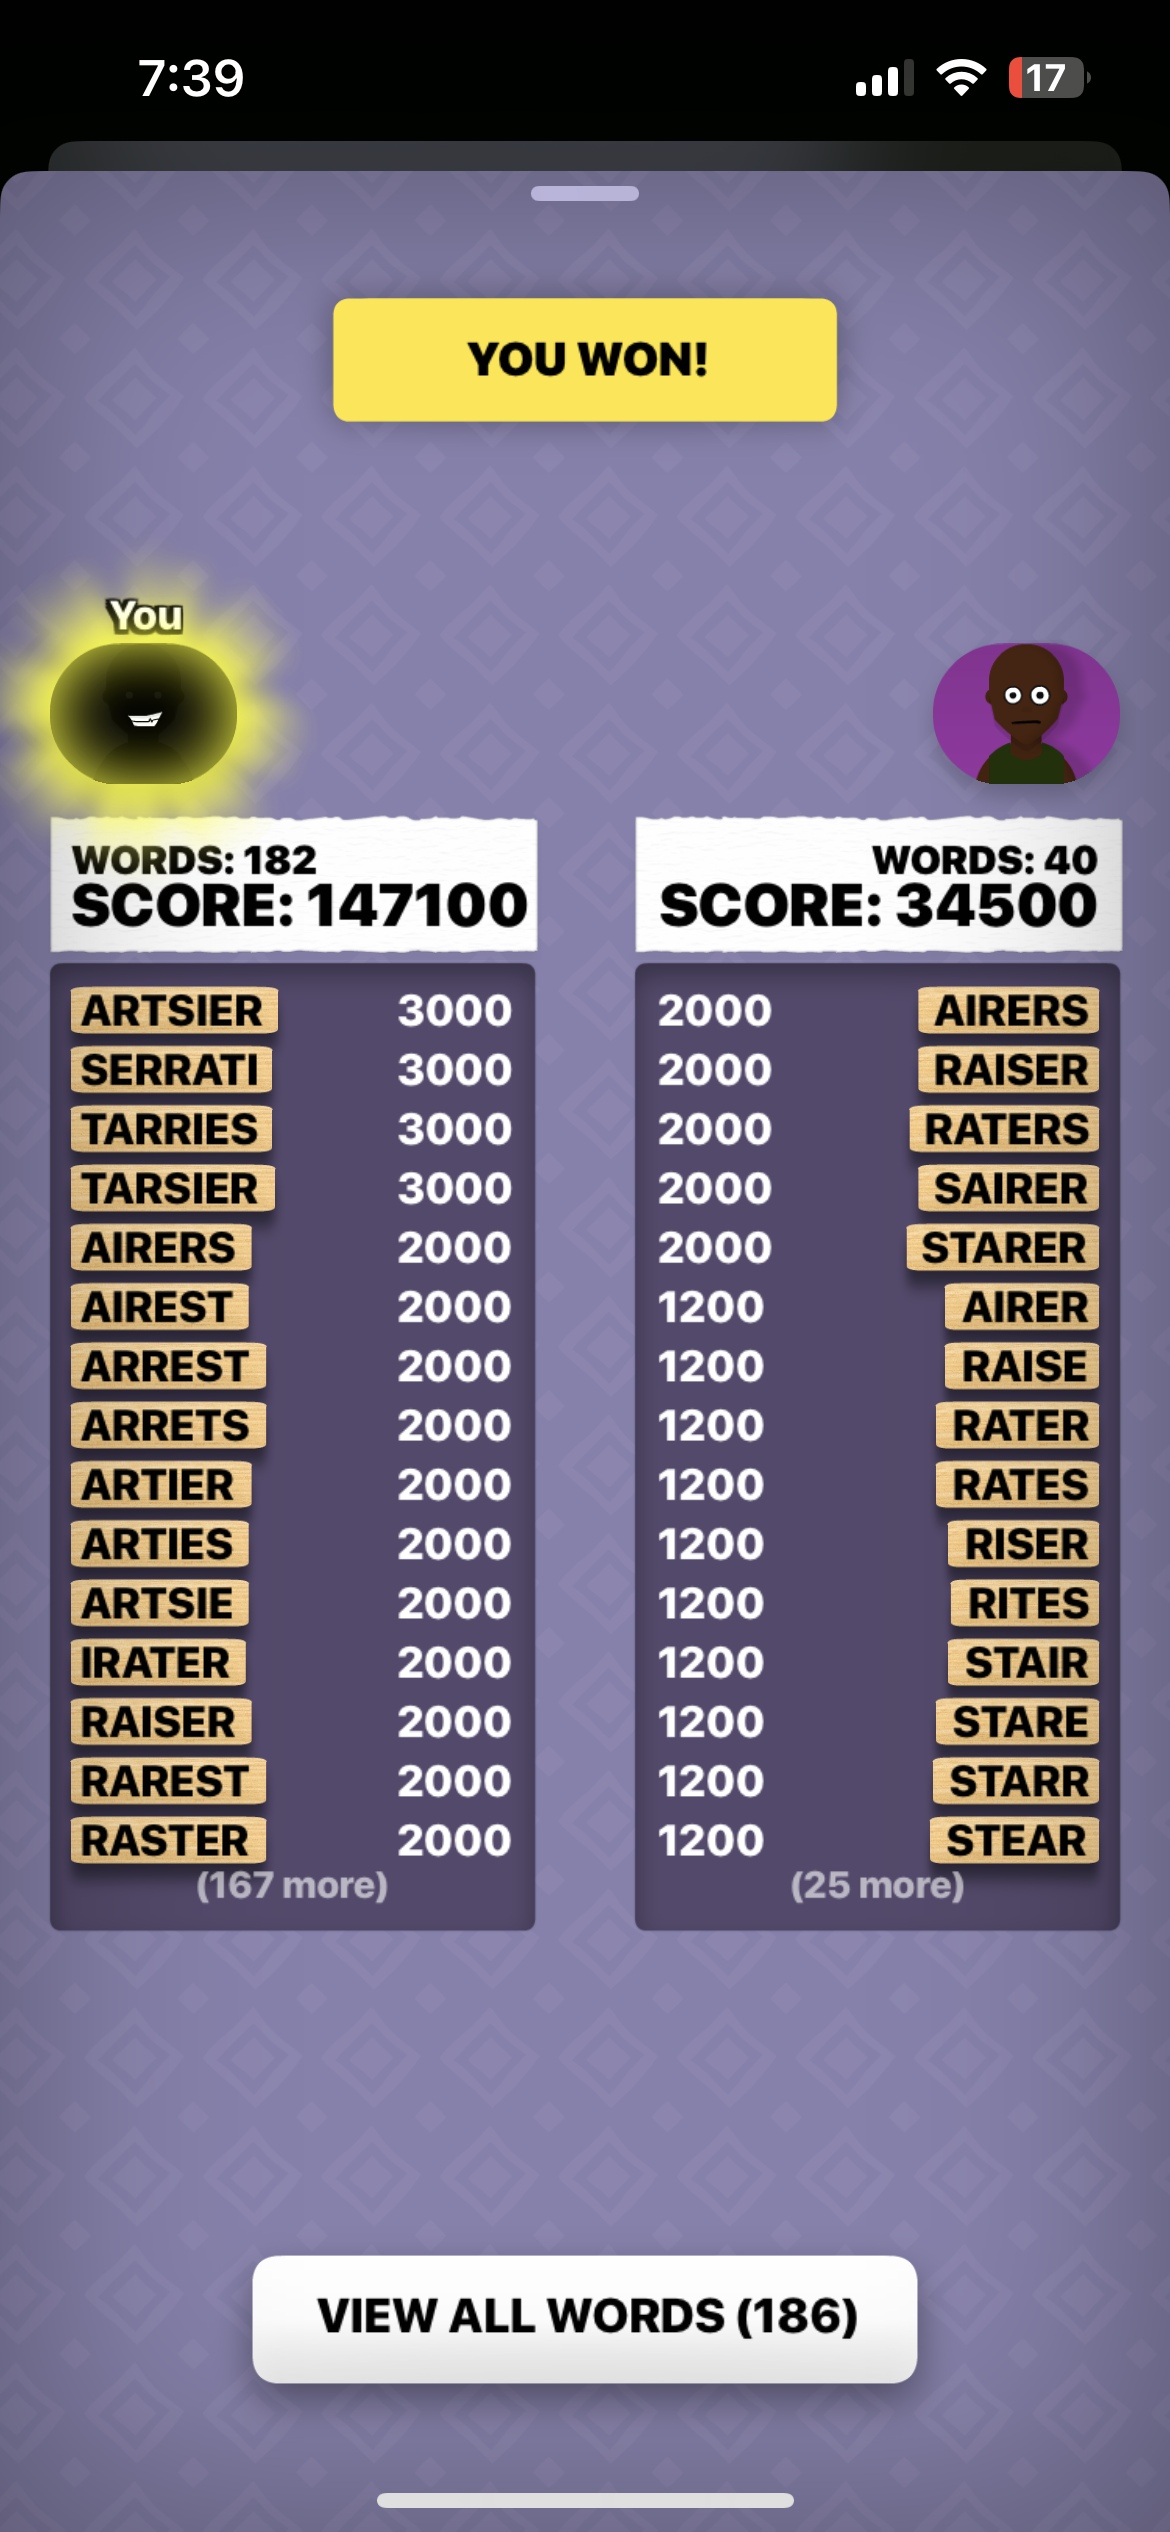 7:39
17
YOU WON!
You
WORDS: 182
SCORE: 147100
WORDS: 40
SCORE: 34500
ARTSIER 3000
SERRATI 3000
TARRIES 3000
TARSIER 3000
AIRERS 2000
AIREST 2000
ARREST 2000
ARRETS 2000
ARTIER 2000
ARTIES 2000
ARTSIE 2000
IRATER 2000
RAISER 2000
RAREST 2000
RASTER 2000
(167 more)
2000 AIRERS
2000 RAISER
2000 RATERS
2000 SAIRER
2000 STARER
1200 AIRER
1200 RAISE
1200 RATER
1200 RATES
1200 RISER
1200 RITES
1200 STAIR
1200 STARE
1200 STARR
1200 STEAR
(25 more)
VIEW ALL WORDS (186)